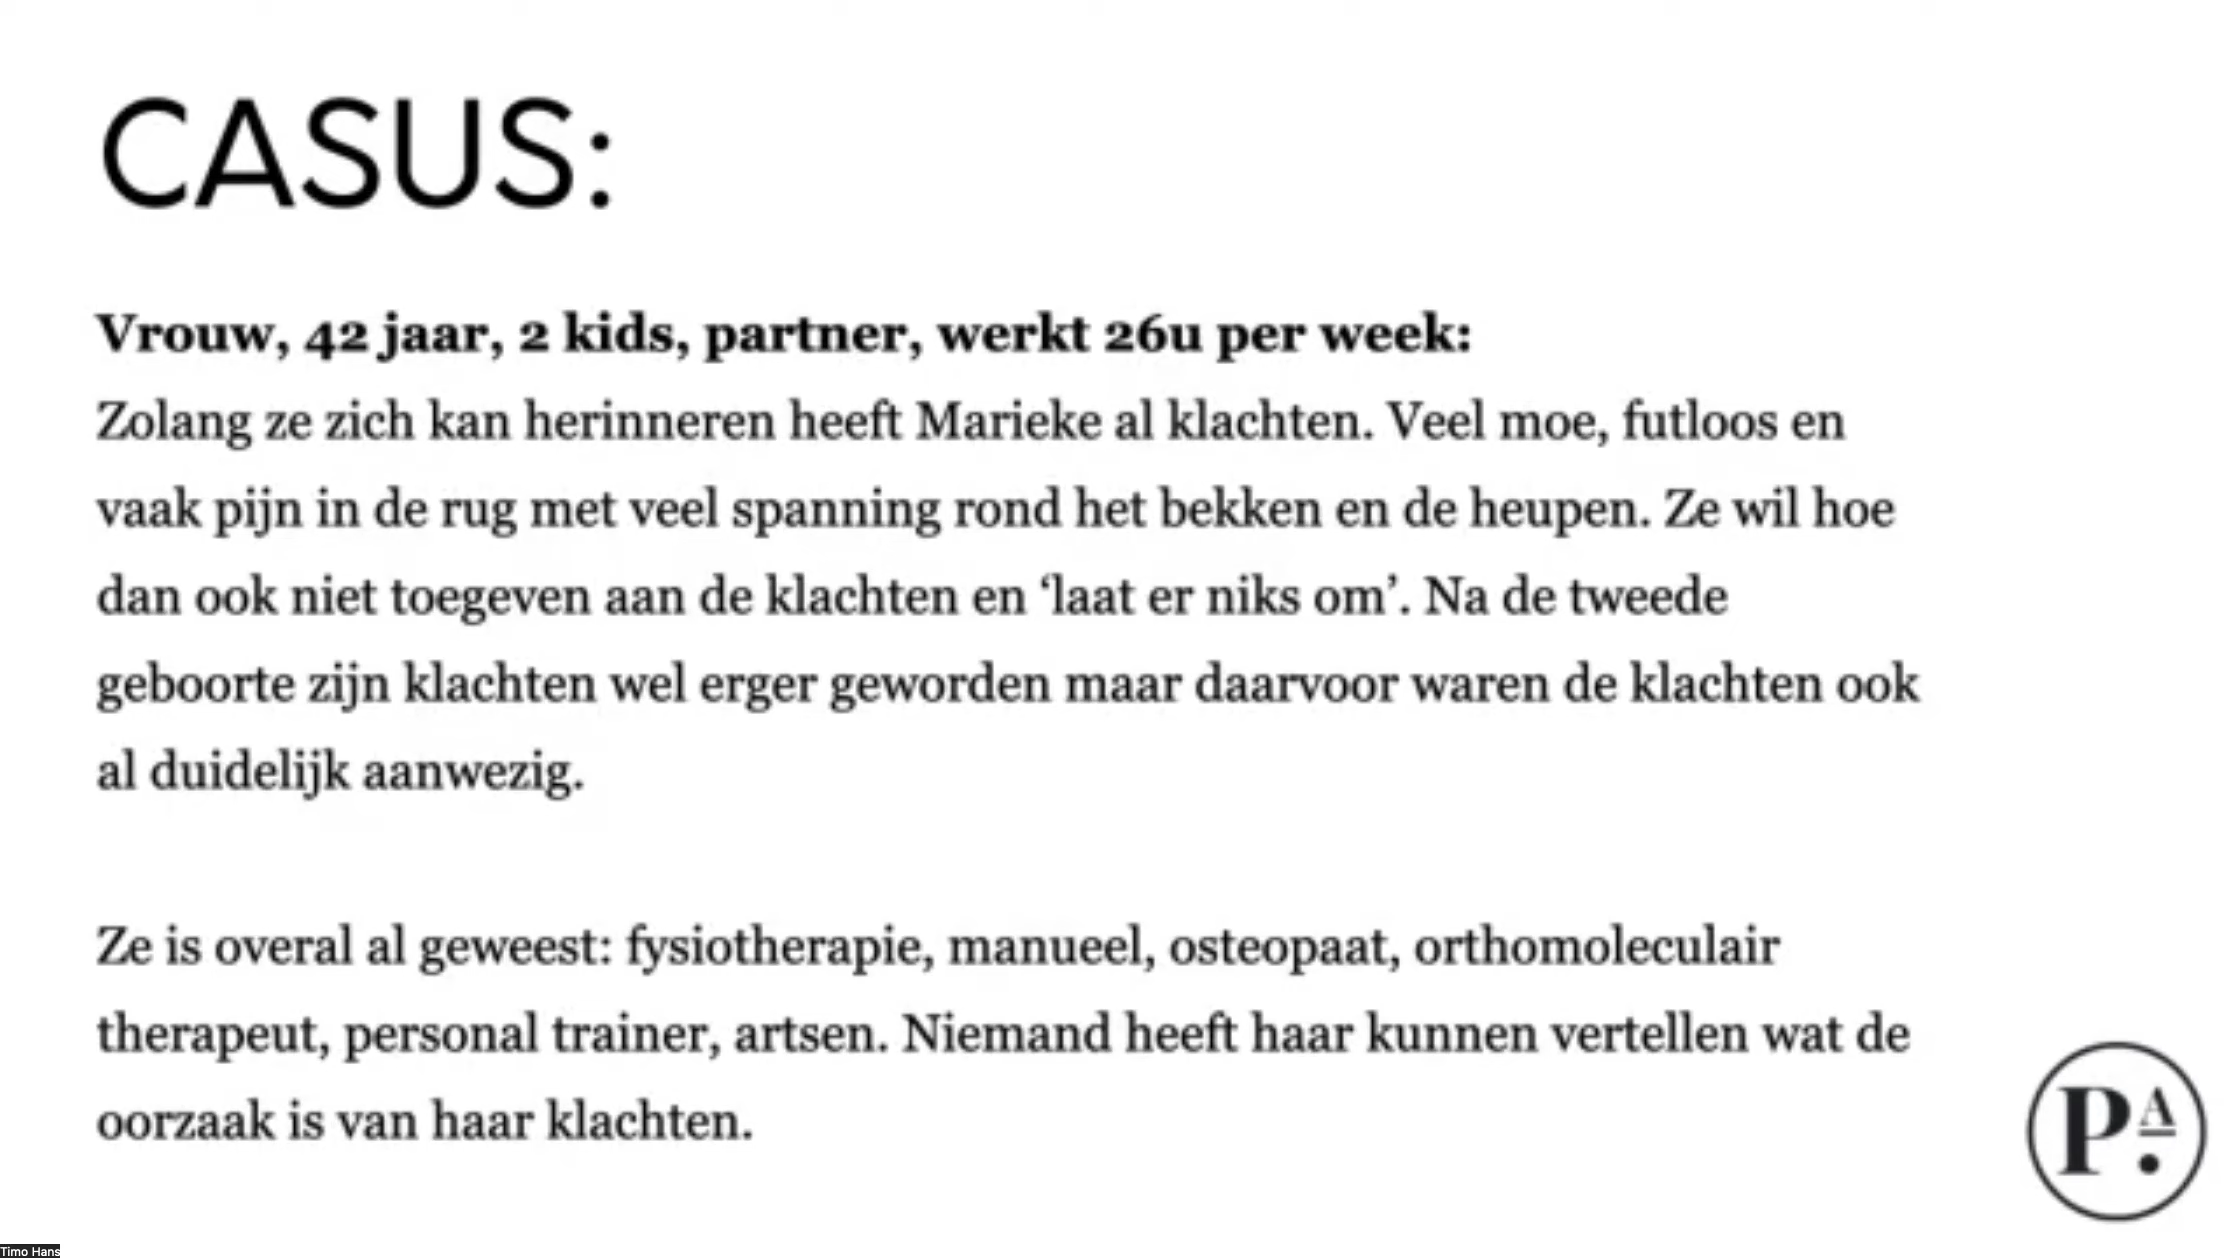 CASUS:
Vrouw, 42 jaar, 2 kids, partner, werkt 26u per week:
Zolang ze zich kan herinneren heeft Marieke al klachten. Veel moe, futloos en
vaak pijn in de rug met veel spanning rond het bekken en de heupen. Ze wil hoe
dan ook niet toegeven aan de klachten en ‘laat er niks om’. Na de tweede
geboorte zijn klachten wel erger geworden maar daarvoor waren de klachten ook
al duidelijk aanwezig.
Ze is overal al geweest: fysiotherapie, manueel, osteopaat, orthomoleculair
therapeut, personal trainer, artsen. Niemand heeft haar kunnen vertellen wat de
oorzaak is van haar klachten.
PA.
Timo Hans